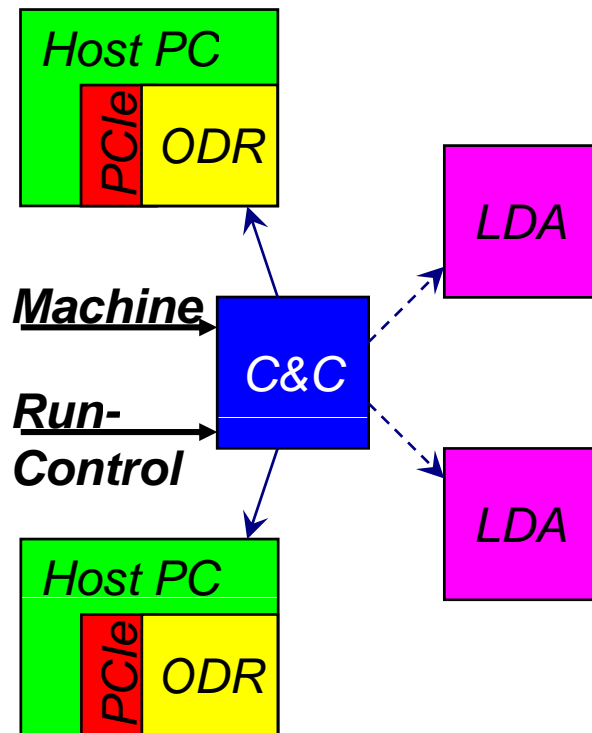 Host PC
PCIe
ODR
LDA
Machine
C&C
Run-
Control
LDA
Host PC
PCIe
ODR